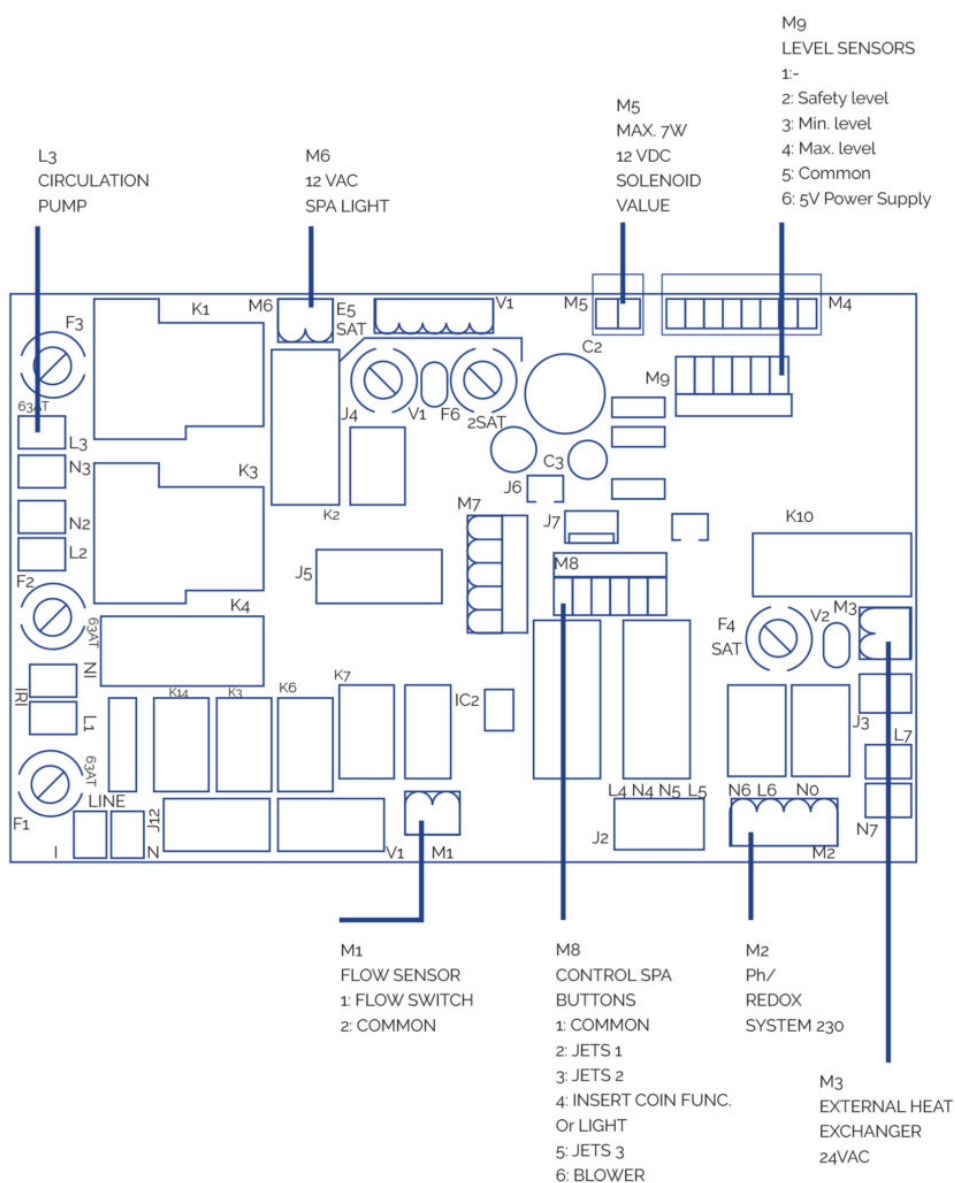 M9
LEVEL SENSORS
1:-
2: Safety level
3: Min. level
4: Max. level
5: Common
6: 5V Power Supply
M5
MAX. 7W
12 VDC
SOLENOID
VALUE
L3
CIRCULATION
PUMP
M6
12 VAC
SPA LIGHT
F3
K1
M6
E5
SAT
V1
M5
M4
C2
M9
63AT
J4
V1
F6
2SAT
L3
N3
K3
K2
C3
J6
M7
J7
K10
N2
L2
J5
M8
F2
63AT
K4
F4
SAT
V2
M3
NI
IRI
L1
K14
K3
K6
K7
IC2
J3
L7
63AT
F1
LINE
J12
I
N
V1
M1
L4 N4 N5 L5
J2
N6 L6 N0
M2
N7
M1
FLOW SENSOR
1: FLOW SWITCH
2: COMMON
M8
CONTROL SPA
BUTTONS
1: COMMON
2: JETS 1
3: JETS 2
4: INSERT COIN FUNC.
Or LIGHT
5: JETS 3
6: BLOWER
M2
Ph/
REDOX
SYSTEM 230
M3
EXTERNAL HEAT
EXCHANGER
24VAC